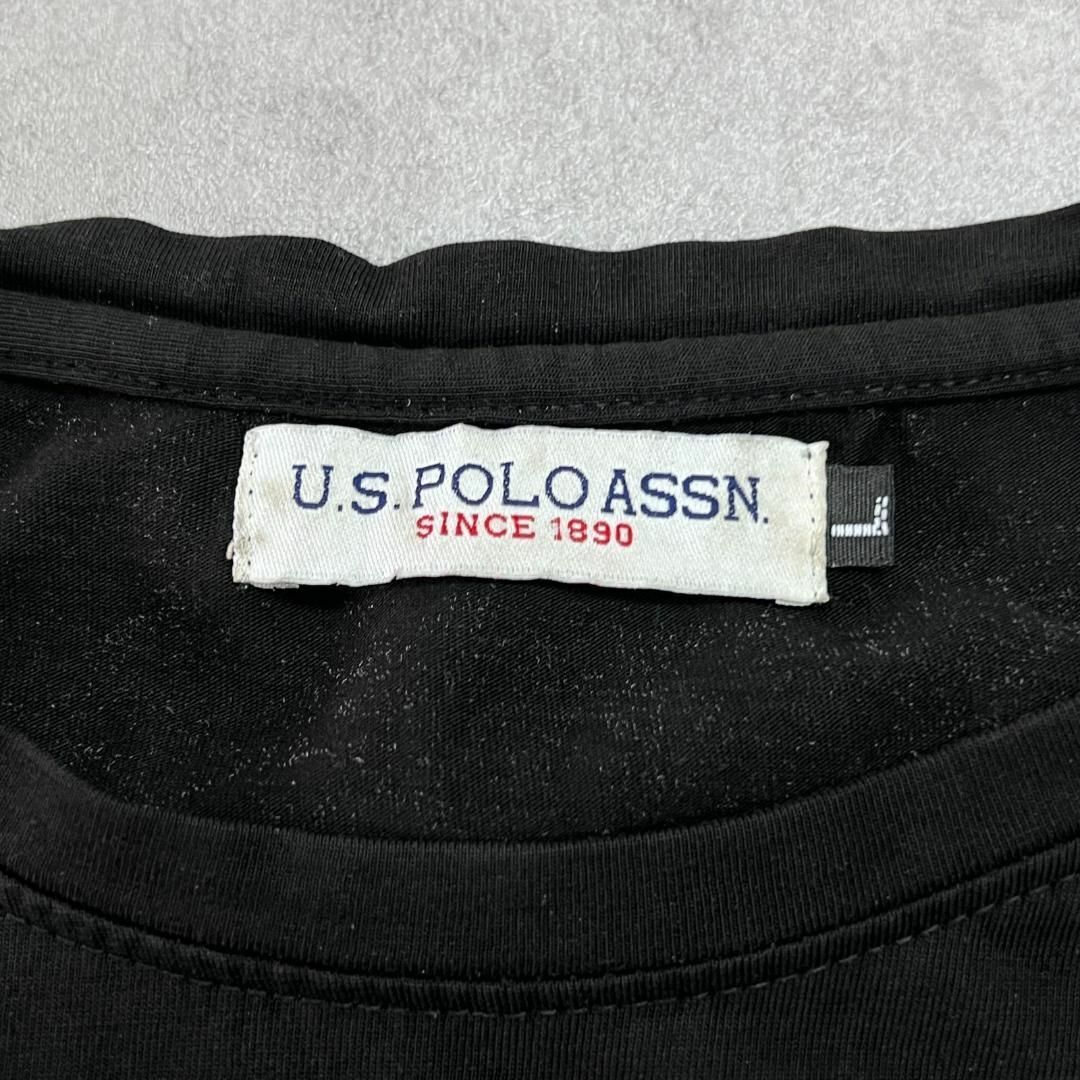 U.S. POLO ASSN.
SINCE 1890
L